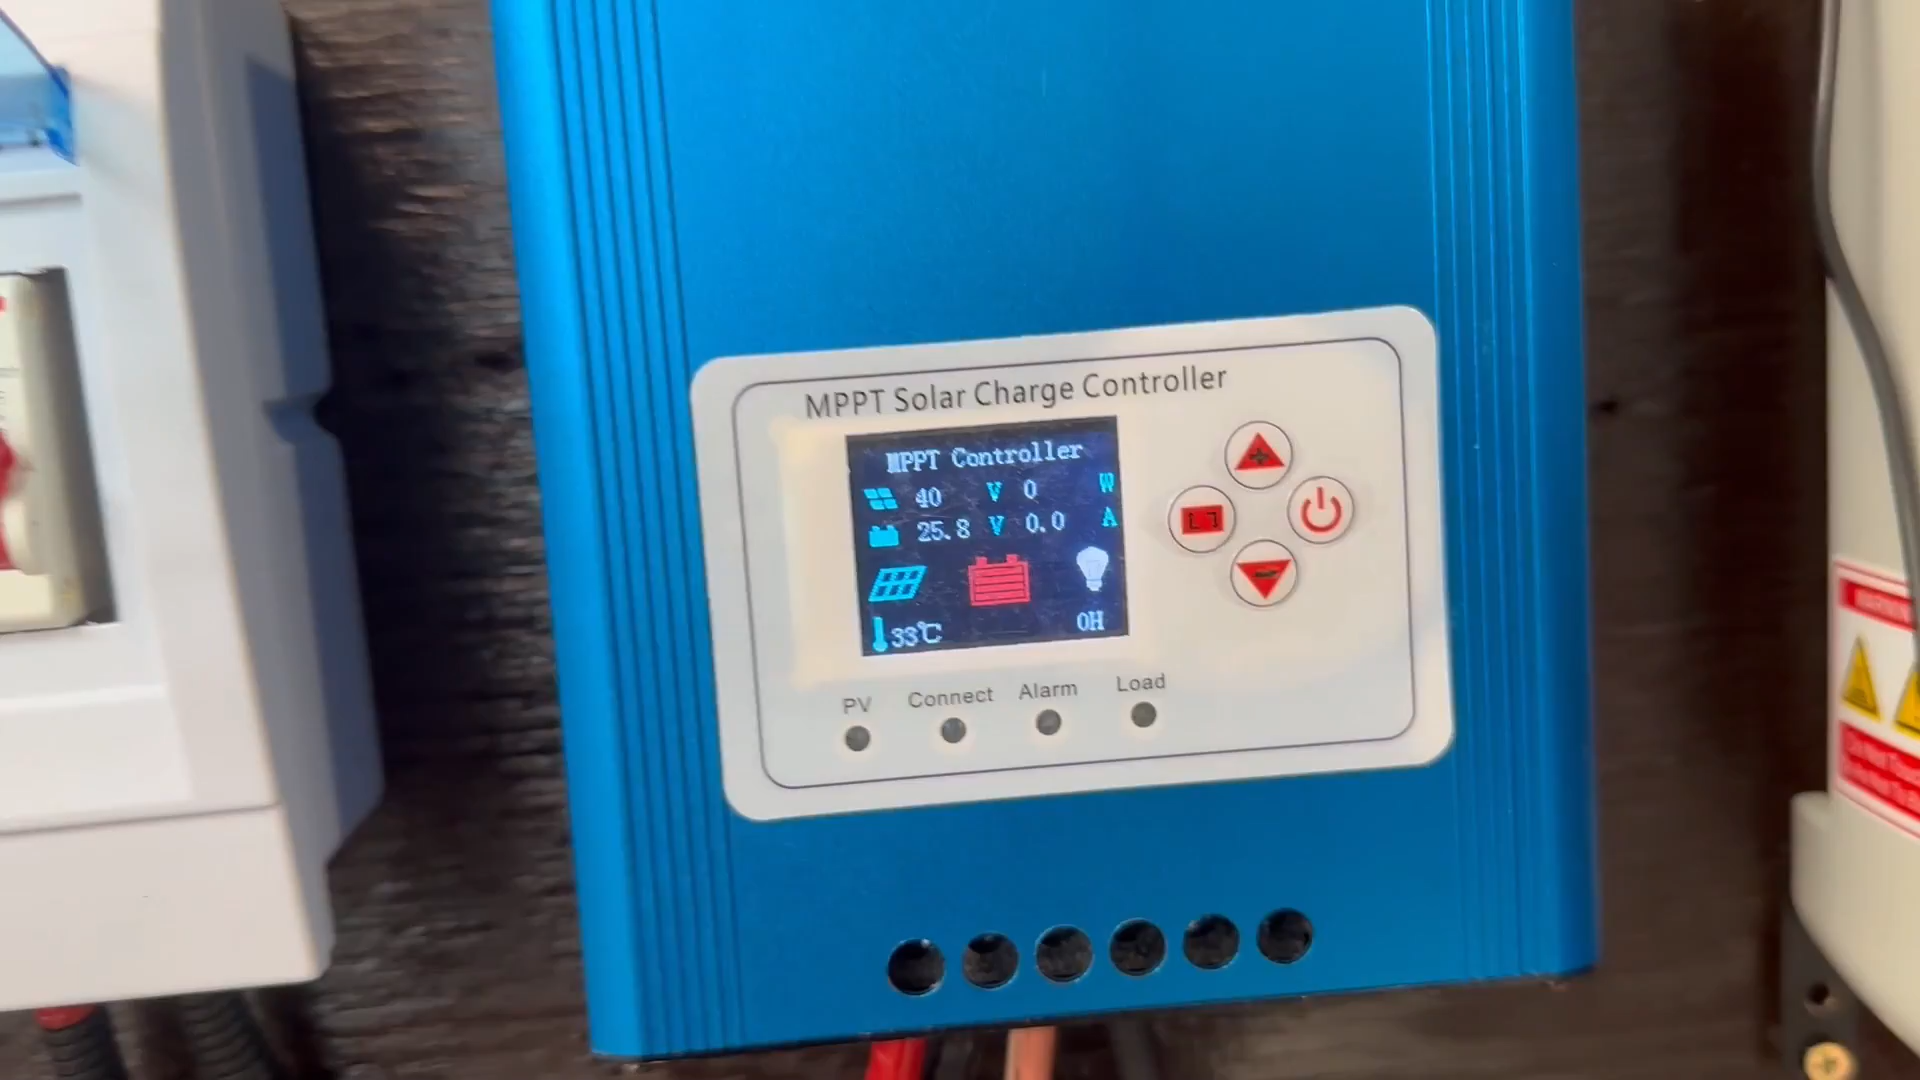 MPPT Solar Charge Controller
MPPT Controller
40 V 0 W
25.8 V 0.0 A
33℃ 0H
PV Connect Alarm Load